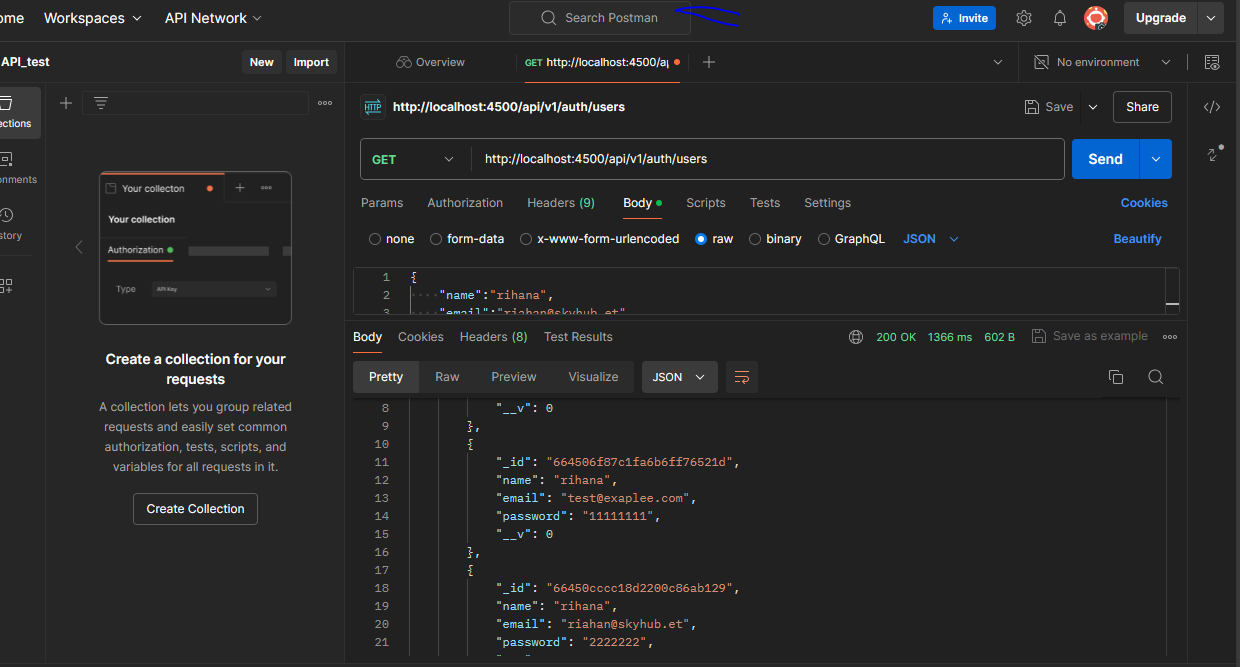 ome Workspaces API Network Search Postman Invite Upgrade
API_test New Import Overview GET http://localhost:4500/ap No environment
ections
onments
story
Your collecton
Your collection
Authorization
Type API Key
Create a collection for your
requests
A collection lets you group related
requests and easily set common
authorization, tests, scripts, and
variables for all requests in it.
Create Collection
HTTP http://localhost:4500/api/v1/auth/users Save Share
GET http://localhost:4500/api/v1/auth/users Send
Params Authorization Headers (9) Body Scripts Tests Settings Cookies
none form-data x-www-form-urlencoded raw binary GraphQL JSON Beautify
1 {
2 "name":"rihana",
3 "email":"riahan@skyhub.et"
Body Cookies Headers (8) Test Results 200 OK 1366 ms 602 B Save as example
Pretty Raw Preview Visualize JSON
8 "__v": 0
9 },
10 {
11 "_id": "664506f87c1fa6b6ff76521d",
12 "name": "rihana",
13 "email": "test@exaplee.com",
14 "password": "11111111",
15 "__v": 0
16 },
17 {
18 "_id": "66450cccc18d2200c86ab129",
19 "name": "rihana",
20 "email": "riahan@skyhub.et",
21 "password": "2222222",